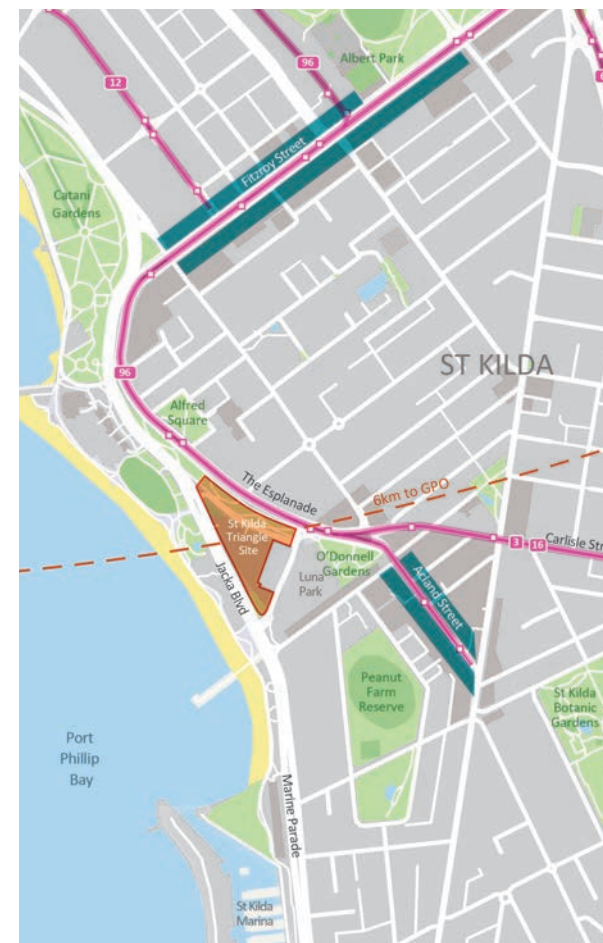 Albert Park
96
12
Fitzroy Street
Catani
Gardens
ST KILDA
96
Alfred
Square
The Esplanade
6km to GPO
St Kilda
Triangle
Site
3
16
Carlisle Str
O'Donnell
Gardens
Luna
Park
Jacka Blvd
Acland Street
Peanut
Farm
Reserve
St Kilda
Botanic
Gardens
Port
Phillip
Bay
Marine Parade
St Kilda
Marina